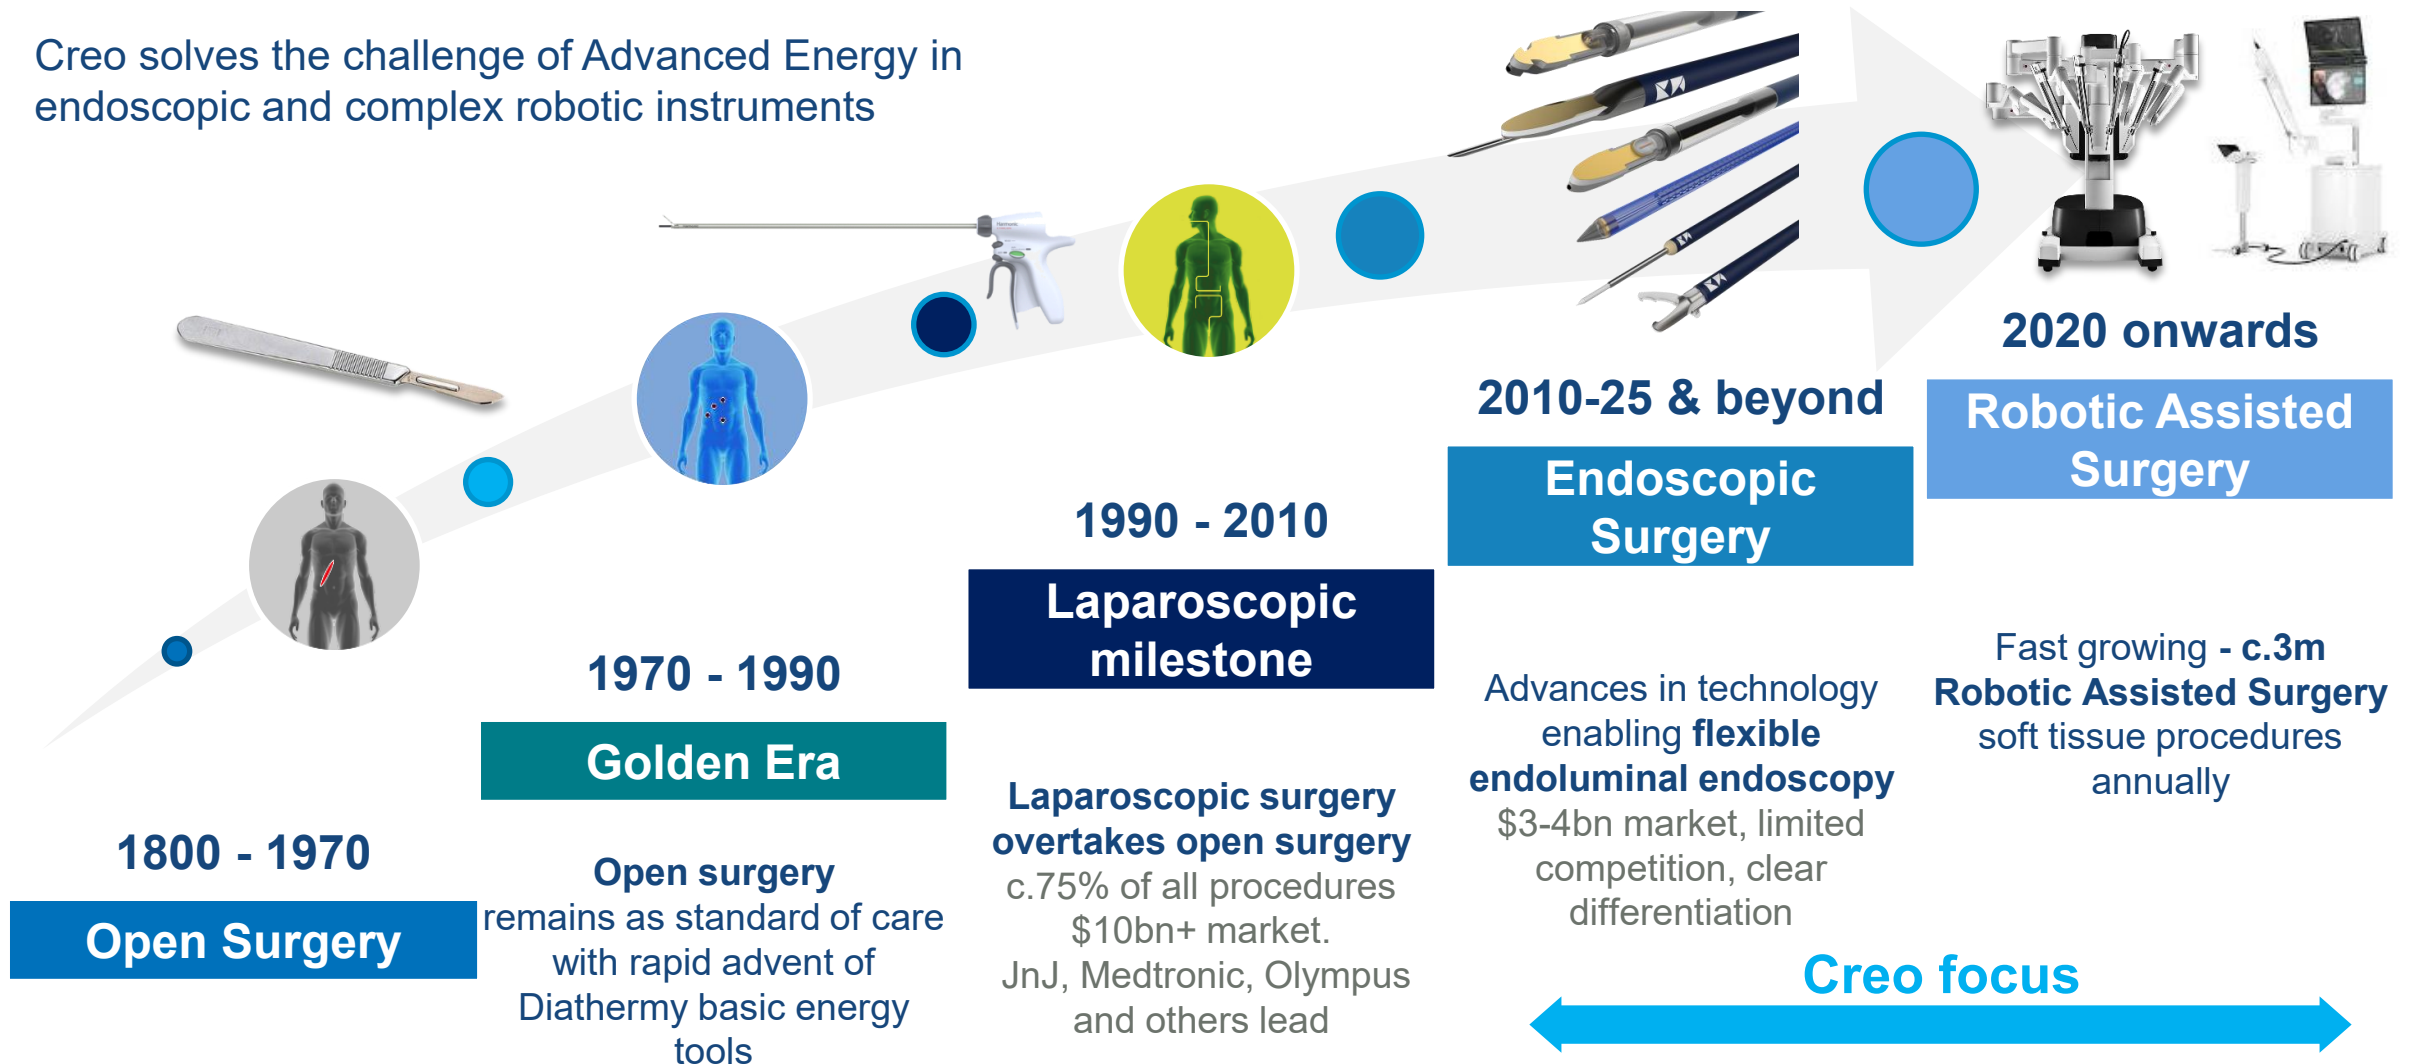 Creo solves the challenge of Advanced Energy in
endoscopic and complex robotic instruments
1800 - 1970
Open Surgery
1970 - 1990
Golden Era
Open surgery
remains as standard of care
with rapid advent of
Diathermy basic energy
tools
1990 - 2010
Laparoscopic
milestone
Laparoscopic surgery
overtakes open surgery
c.75% of all procedures
$10bn+ market.
JnJ, Medtronic, Olympus
and others lead
2010-25 & beyond
Endoscopic
Surgery
Advances in technology
enabling flexible
endoluminal endoscopy
$3-4bn market, limited
competition, clear
differentiation
2020 onwards
Robotic Assisted
Surgery
Fast growing - c.3m
Robotic Assisted Surgery
soft tissue procedures
annually
Creo focus